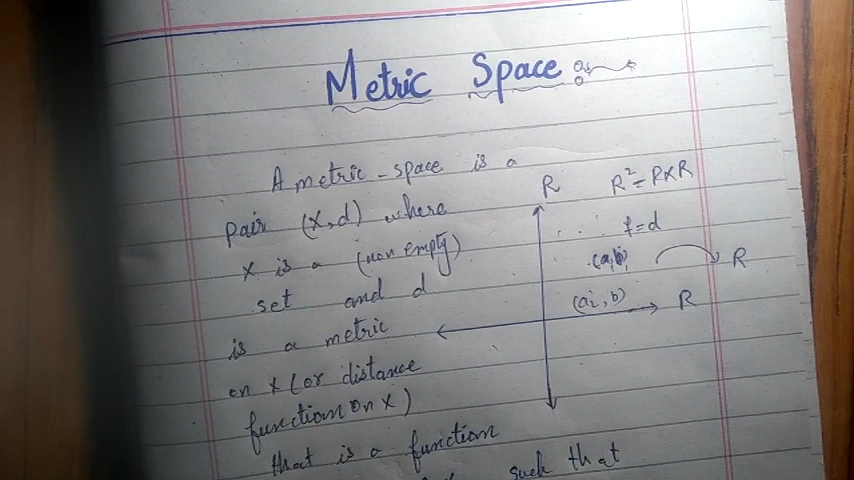 Metric Space :
A metric-space is a
pair (X,d) where
X is a (non empty)
set and d
is a metric
on X (or distance
function on X)
that is a function
such that
R
R² = R×R
f=d
(a,b)
R
(a₁, b)
R